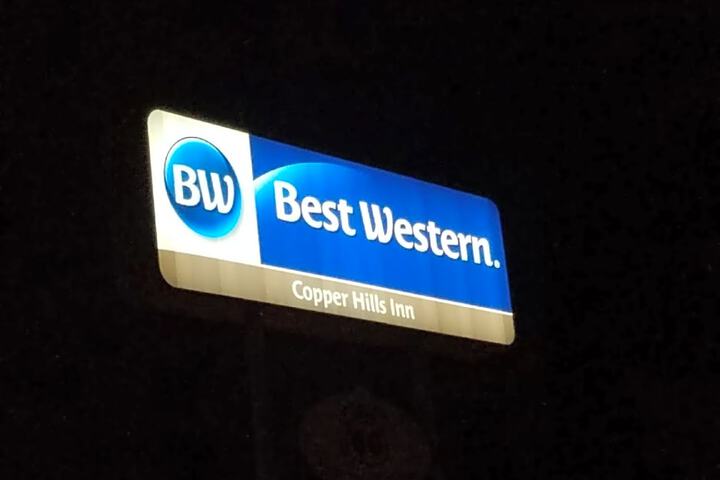 BW
Best Western.
Copper Hills Inn